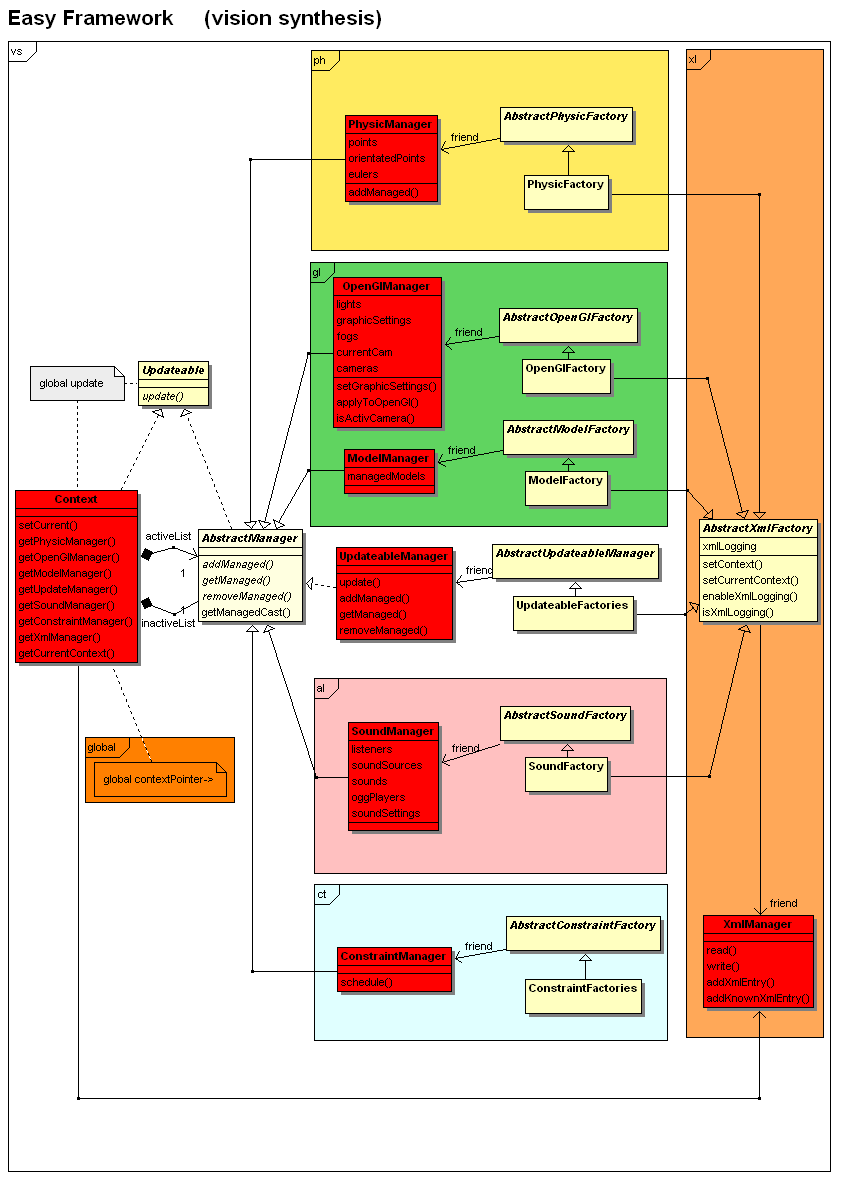 Easy Framework (vision synthesis)
vs
ph
PhysicManager
points
orientatedPoints
eulers
addManaged()
friend
AbstractPhysicFactory
PhysicFactory
xl
gl
OpenGlManager
lights
graphicSettings
fogs
currentCam
cameras
setGraphicSettings()
applyToOpenGl()
isActivCamera()
friend
AbstractOpenGlFactory
OpenGlFactory
ModelManager
managedModels
friend
AbstractModelFactory
ModelFactory
global update
Updateable
update()
Context
setCurrent()
getPhysicManager()
getOpenGlManager()
getModelManager()
getUpdateManager()
getSoundManager()
getConstraintManager()
getXmlManager()
getCurrentContext()
activeList
1
1
inactiveList
AbstractManager
addManaged()
getManaged()
removeManaged()
getManagedCast()
UpdateableManager
update()
addManaged()
getManaged()
removeManaged()
friend
AbstractUpdateableManager
UpdateableFactories
AbstractXmlFactory
xmlLogging
setContext()
setCurrentContext()
enableXmlLogging()
isXmlLogging()
global
global contextPointer->
al
SoundManager
listeners
soundSources
sounds
oggPlayers
soundSettings
friend
AbstractSoundFactory
SoundFactory
ct
ConstraintManager
schedule()
friend
AbstractConstraintFactory
ConstraintFactories
friend
XmlManager
read()
write()
addXmlEntry()
addKnownXmlEntry()